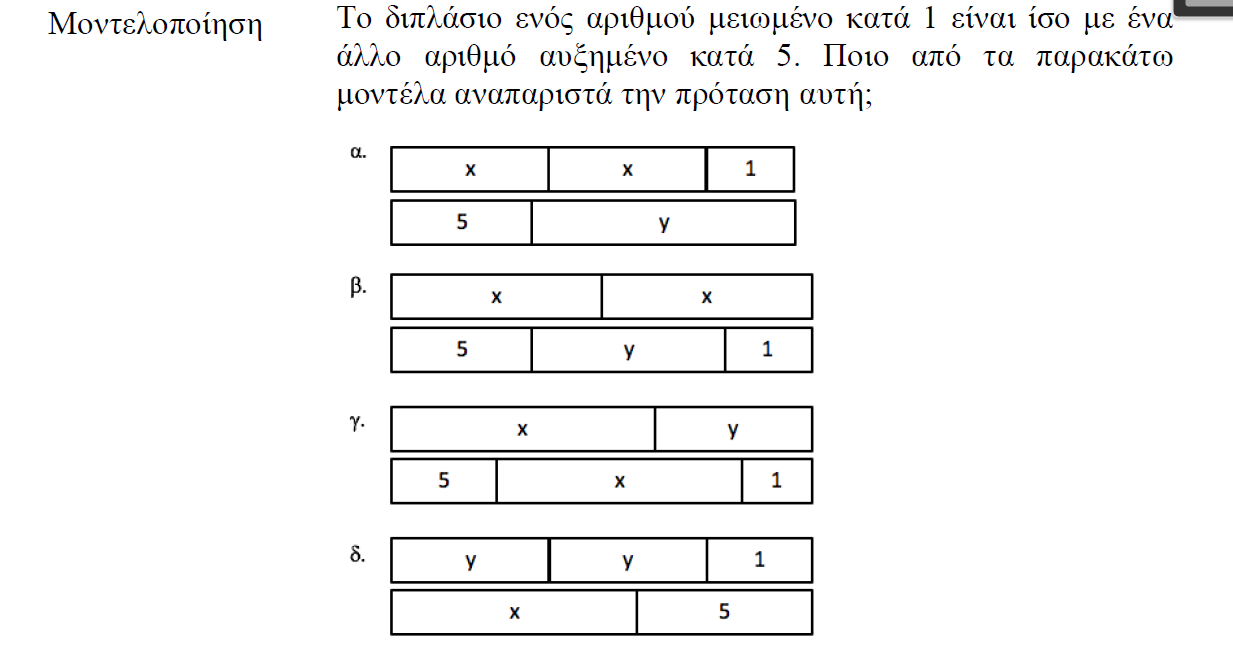 Μοντελοποίηση
Το διπλάσιο ενός αριθμού μειωμένο κατά 1 είναι ίσο με ένα
άλλο αριθμό αυξημένο κατά 5. Ποιο από τα παρακάτω
μοντέλα αναπαριστά την πρόταση αυτή;
α.
x x 1
5 y
β.
x x
5 y 1
γ.
x y
5 x 1
δ.
y y 1
x 5